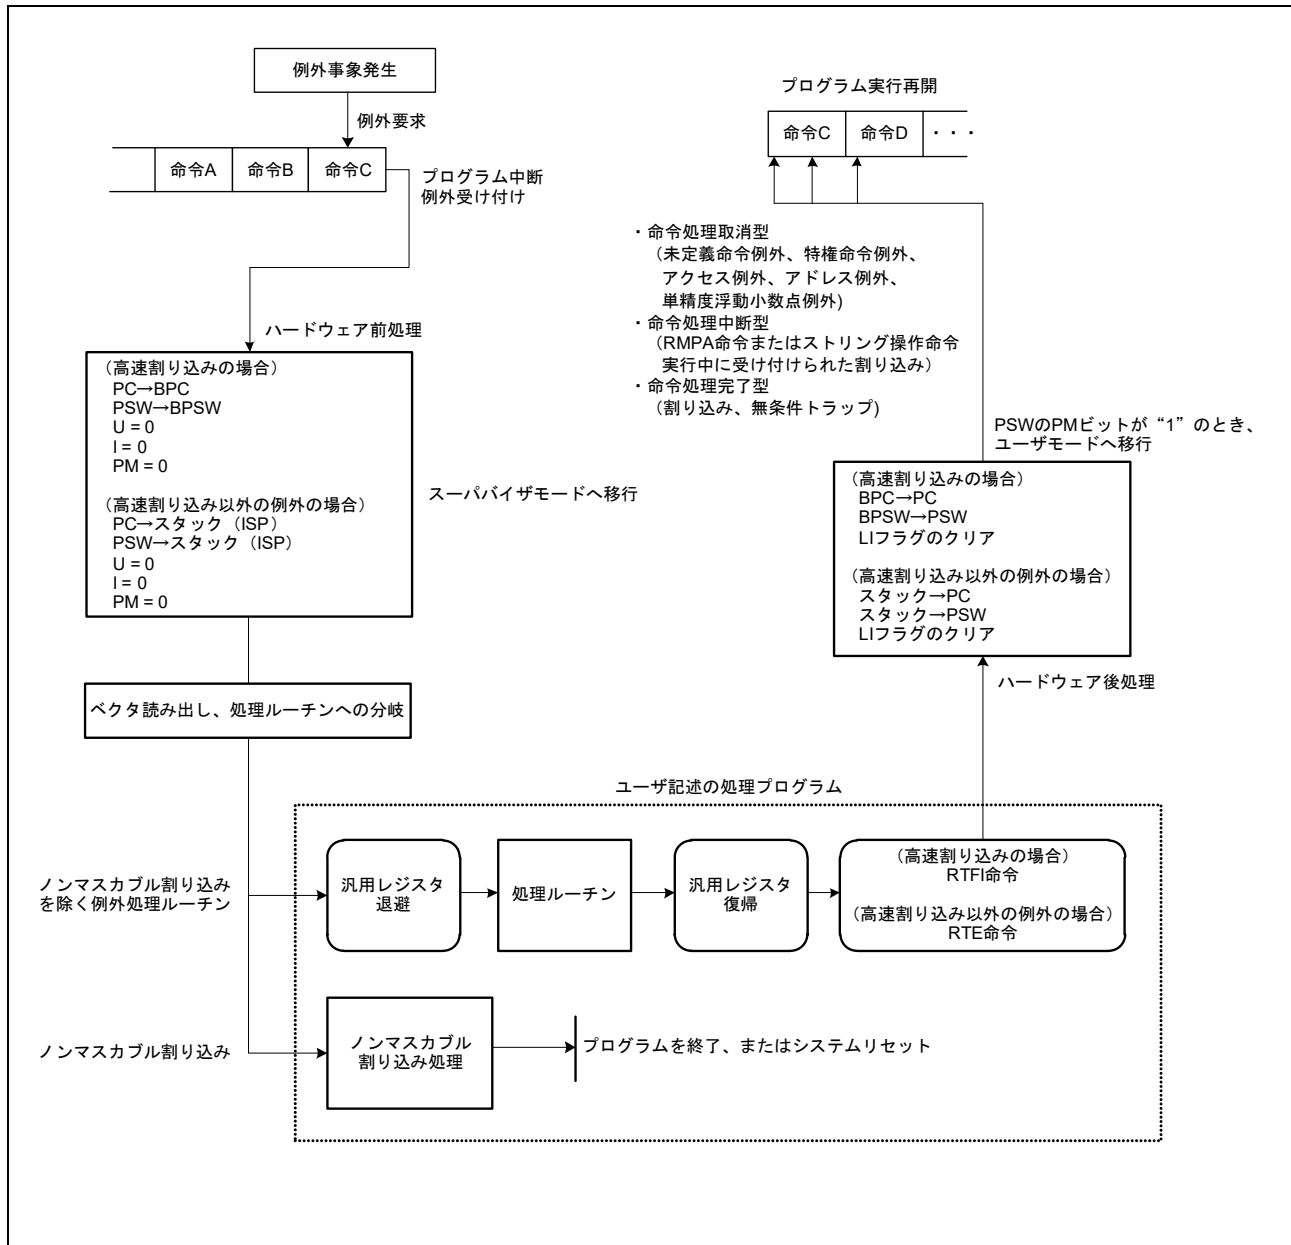 例外事象発生
例外要求
命令A
命令B
命令C
プログラム中断
例外受け付け
ハードウェア前処理
（高速割り込みの場合）
PC→BPC
PSW→BPSW
U = 0
I = 0
PM = 0
（高速割り込み以外の例外の場合）
PC→スタック（ISP）
PSW→スタック（ISP）
U = 0
I = 0
PM = 0
スーパバイザモードへ移行
ベクタ読み出し、処理ルーチンへの分岐
プログラム実行再開
命令C
命令D
・・・
・命令処理取消型
（未定義命令例外、特権命令例外、
アクセス例外、アドレス例外、
単精度浮動小数点例外)
・命令処理中断型
（RMPA命令またはストリング操作命令
実行中に受け付けられた割り込み）
・命令処理完了型
（割り込み、無条件トラップ)
PSWのPMビットが“1”のとき、
ユーザモードへ移行
（高速割り込みの場合）
BPC→PC
BPSW→PSW
LIフラグのクリア
（高速割り込み以外の例外の場合）
スタック→PC
スタック→PSW
LIフラグのクリア
ハードウェア後処理
ユーザ記述の処理プログラム
ノンマスカブル割り込み
を除く例外処理ルーチン
汎用レジスタ
退避
処理ルーチン
汎用レジスタ
復帰
（高速割り込みの場合）
RTFI命令
（高速割り込み以外の例外の場合）
RTE命令
ノンマスカブル割り込み
ノンマスカブル
割り込み処理
プログラムを終了、またはシステムリセット